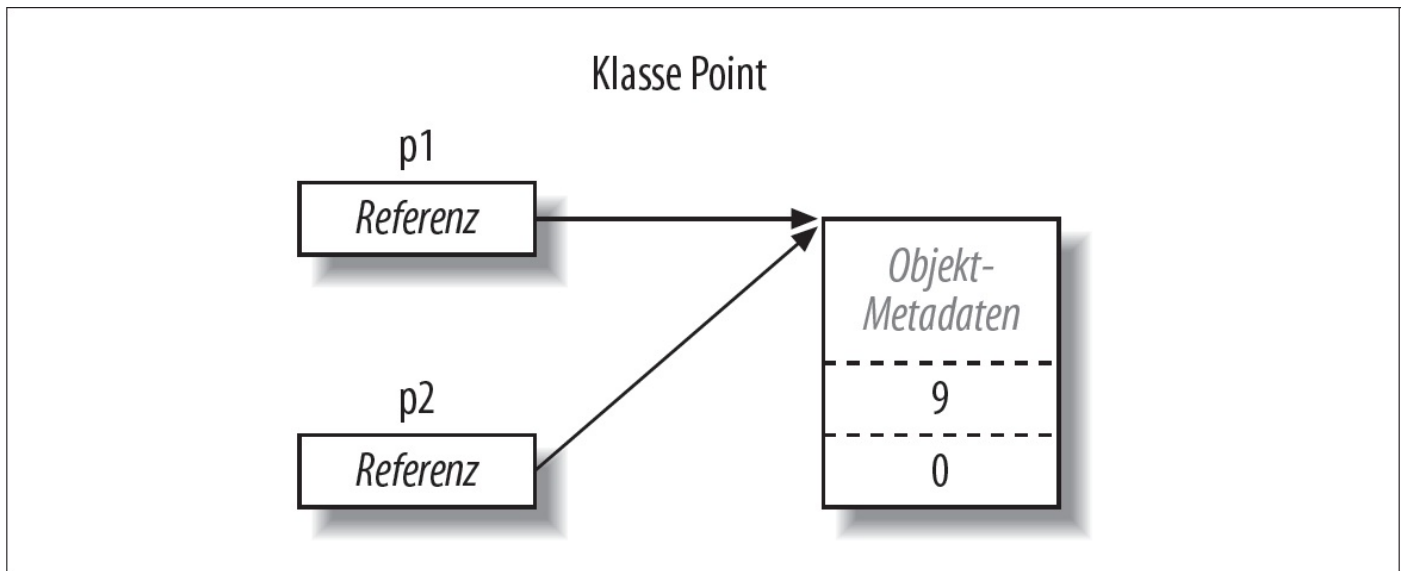 Klasse Point
p1
Referenz
Objekt-
Metadaten
9
0
p2
Referenz